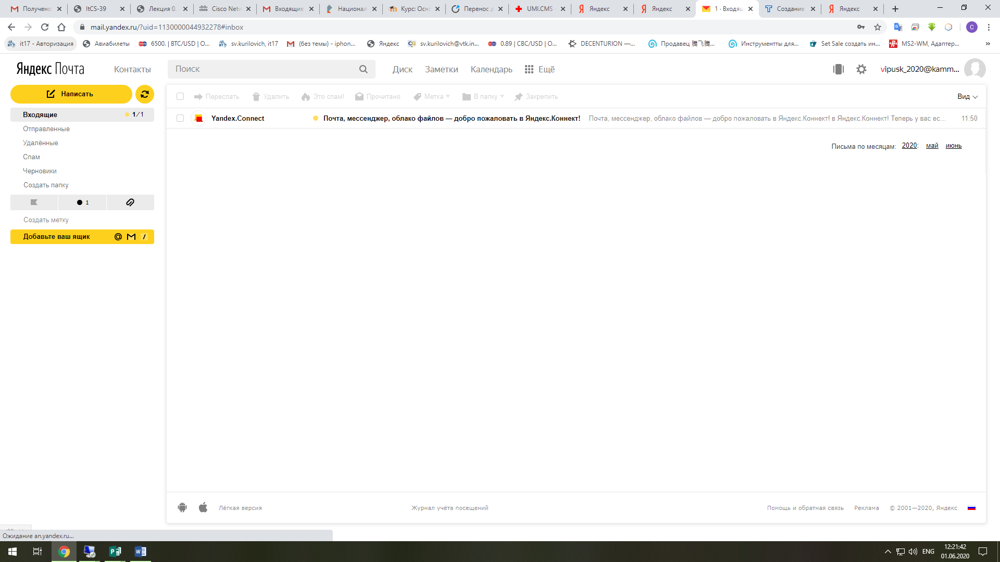 Получено
ItCS-39
Лекция 0.
Cisco Netw
Входящие
Национал
Курс: Осно
Перенос д
UMI.CMS
Яндекс
Яндекс
1 · Входящ
Создание
Яндекс
mail.yandex.ru/?uid=1130000044932278#inbox
it17 - Авторизация
Авиабилеты
6500. | BTC/USD | O...
sv.kurilovich, it17
(без темы) - iphon...
Яндекс
sv.kurilovich@vtk.in...
0.89 | CBC/USD | O...
DECENTURION —...
Продавец 腾飞腾...
Инструментты для...
Set Sale создать ин...
MS2-WM, Адаптер...
»
Яндекс Почта
Контакты
Поиск
Диск
Заметки
Календарь
Ещё
vipusk_2020@kamm...
Написать
Переслать
Удалить
Это спам!
Прочитано
Метка
В папку
Закрепить
Вид
Входящие 1/1
Yandex.Connect
Почта, мессенджер, облако файлов — добро пожаловать в Яндекс.Коннект!
Почта, мессенджер, облако файлов — добро пожаловать в Яндекс.Коннект! в Яндекс.Коннект! Теперь у вас ес...
11:50
Отправленные
Удалённые
Спам
Черновики
Создать папку
1
Создать метку
Добавьте ваш ящик
Письма по месяцам: 2020: май июнь
Лёгкая версия
Журнал учёта посещений
Помощь и обратная связь
Реклама
© 2001—2020, Яндекс
Ожидание an.yandex.ru...
ENG
12:21:42
01.06.2020